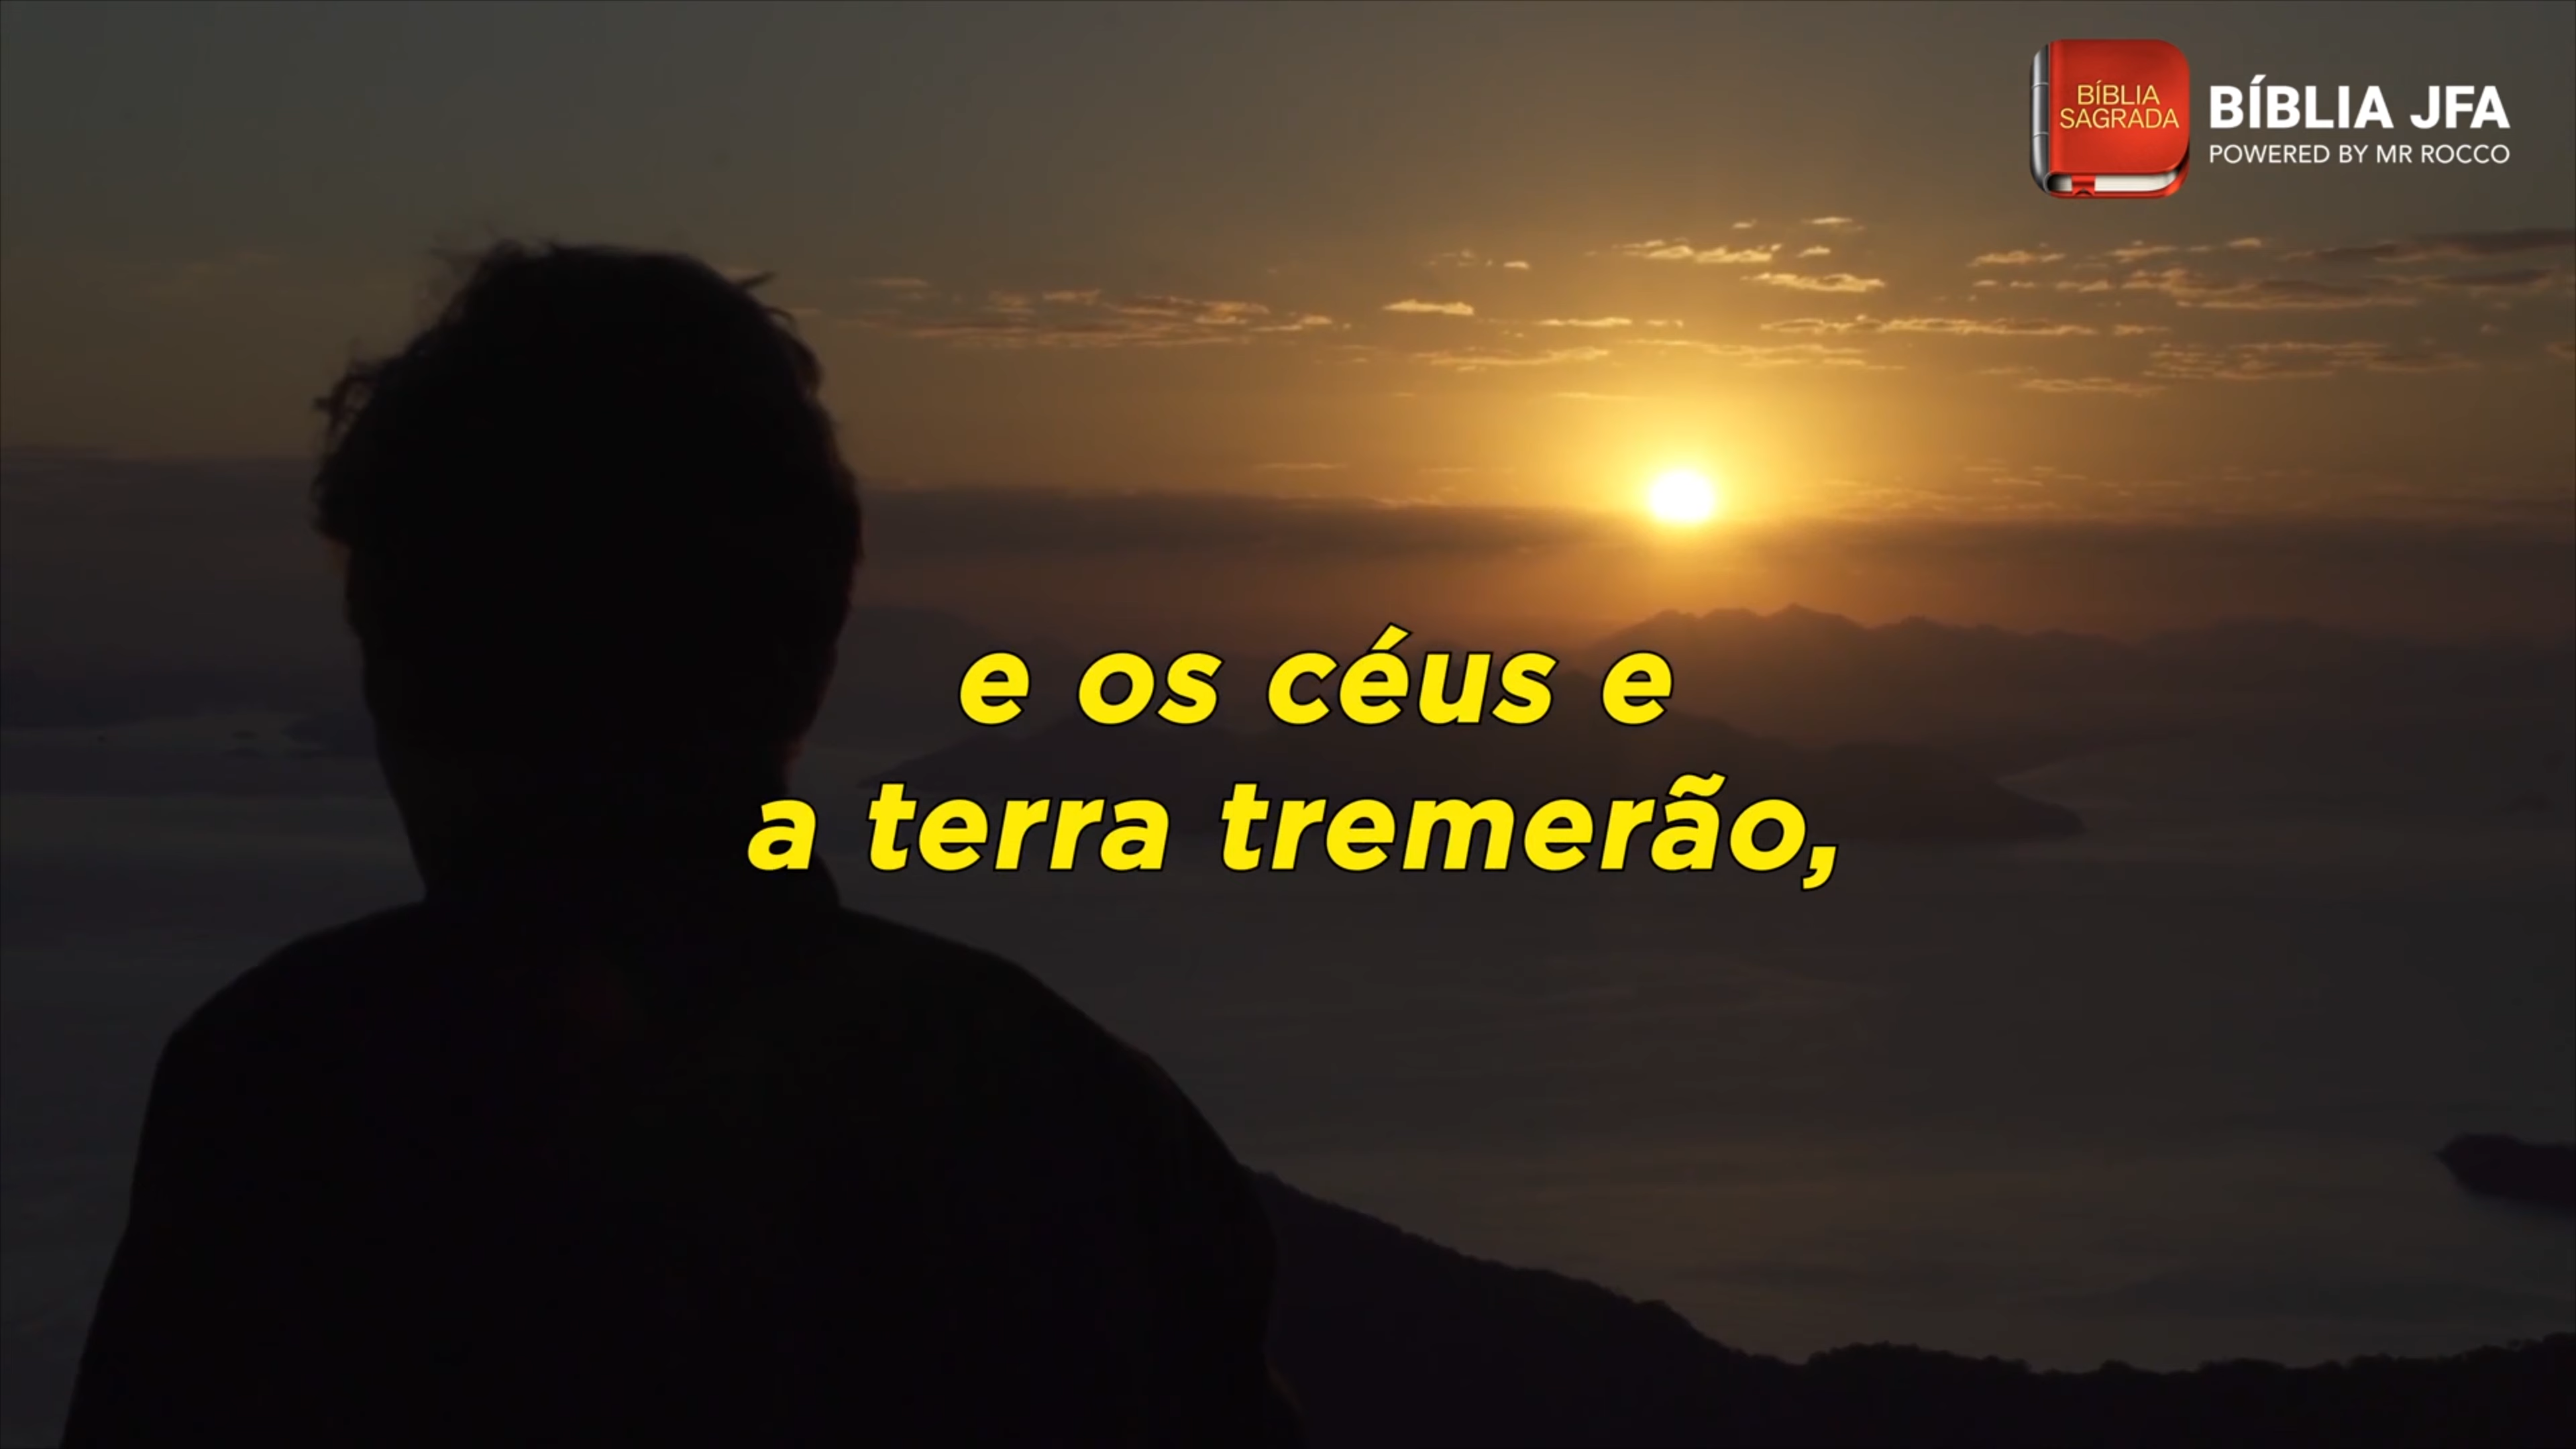 BÍBLIA
SAGRADA
BÍBLIA JFA
POWERED BY MR ROCCO
e os céus e
a terra tremerão,